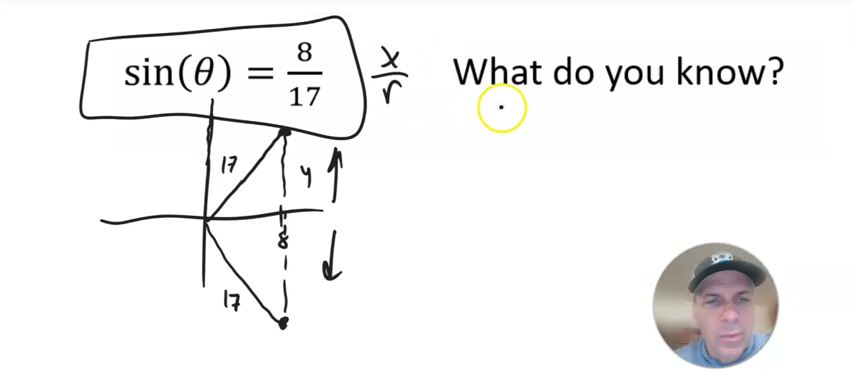 sin(θ) = 8/17
x/r
What do you know?
17
y
8
17